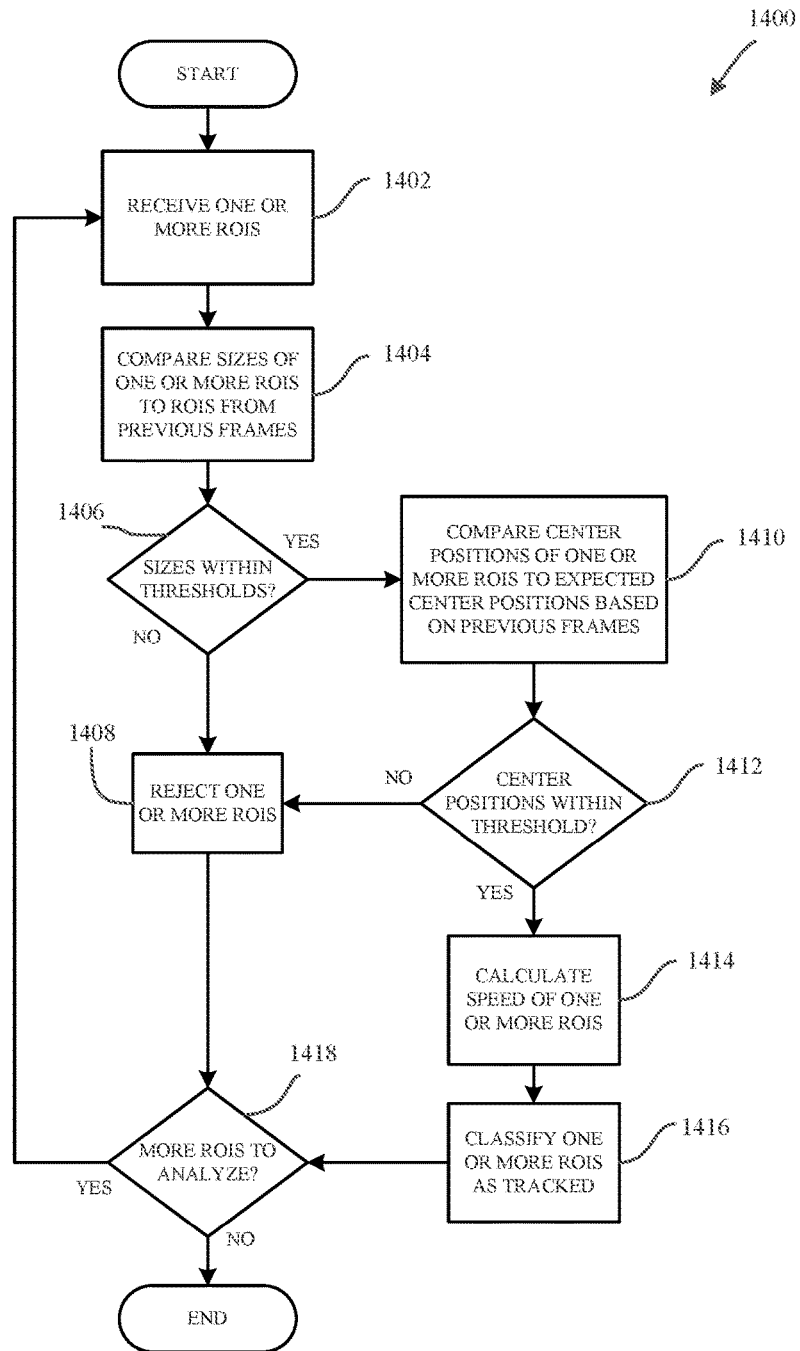 1400
START
1402
RECEIVE ONE OR
MORE ROIS
1404
COMPARE SIZES OF
ONE OR MORE ROIS
TO ROIS FROM
PREVIOUS FRAMES
1406
SIZES WITHIN
THRESHOLDS?
YES
NO
1410
COMPARE CENTER
POSITIONS OF ONE OR
MORE ROIS TO EXPECTED
CENTER POSITIONS BASED
ON PREVIOUS FRAMES
1408
REJECT ONE
OR MORE ROIS
NO
1412
CENTER
POSITIONS WITHIN
THRESHOLD?
YES
1414
CALCULATE
SPEED OF ONE
OR MORE ROIS
1418
MORE ROIS TO
ANALYZE?
YES
NO
1416
CLASSIFY ONE
OR MORE ROIS
AS TRACKED
END